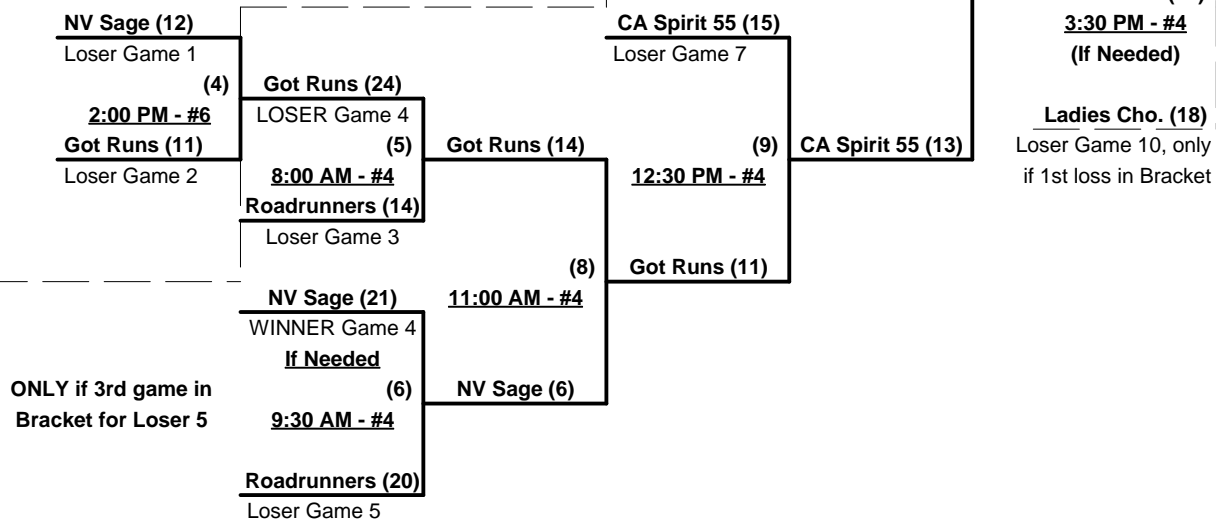 NV Sage (12)
Loser Game 1
(4)
2:00 PM - #6
Got Runs (11)
Loser Game 2
Got Runs (24)
LOSER Game 4
(5)
8:00 AM - #4
Roadrunners (14)
Loser Game 3
Got Runs (14)
NV Sage (21)
WINNER Game 4
If Needed
(6)
9:30 AM - #4
ONLY if 3rd game in
Bracket for Loser 5
Roadrunners (20)
Loser Game 5
(8)
11:00 AM - #4
NV Sage (6)
CA Spirit 55 (15)
Loser Game 7
(9)
12:30 PM - #4
Got Runs (11)
CA Spirit 55 (13)
3:30 PM - #4
(If Needed)
Ladies Cho. (18)
Loser Game 10, only
if 1st loss in Bracket